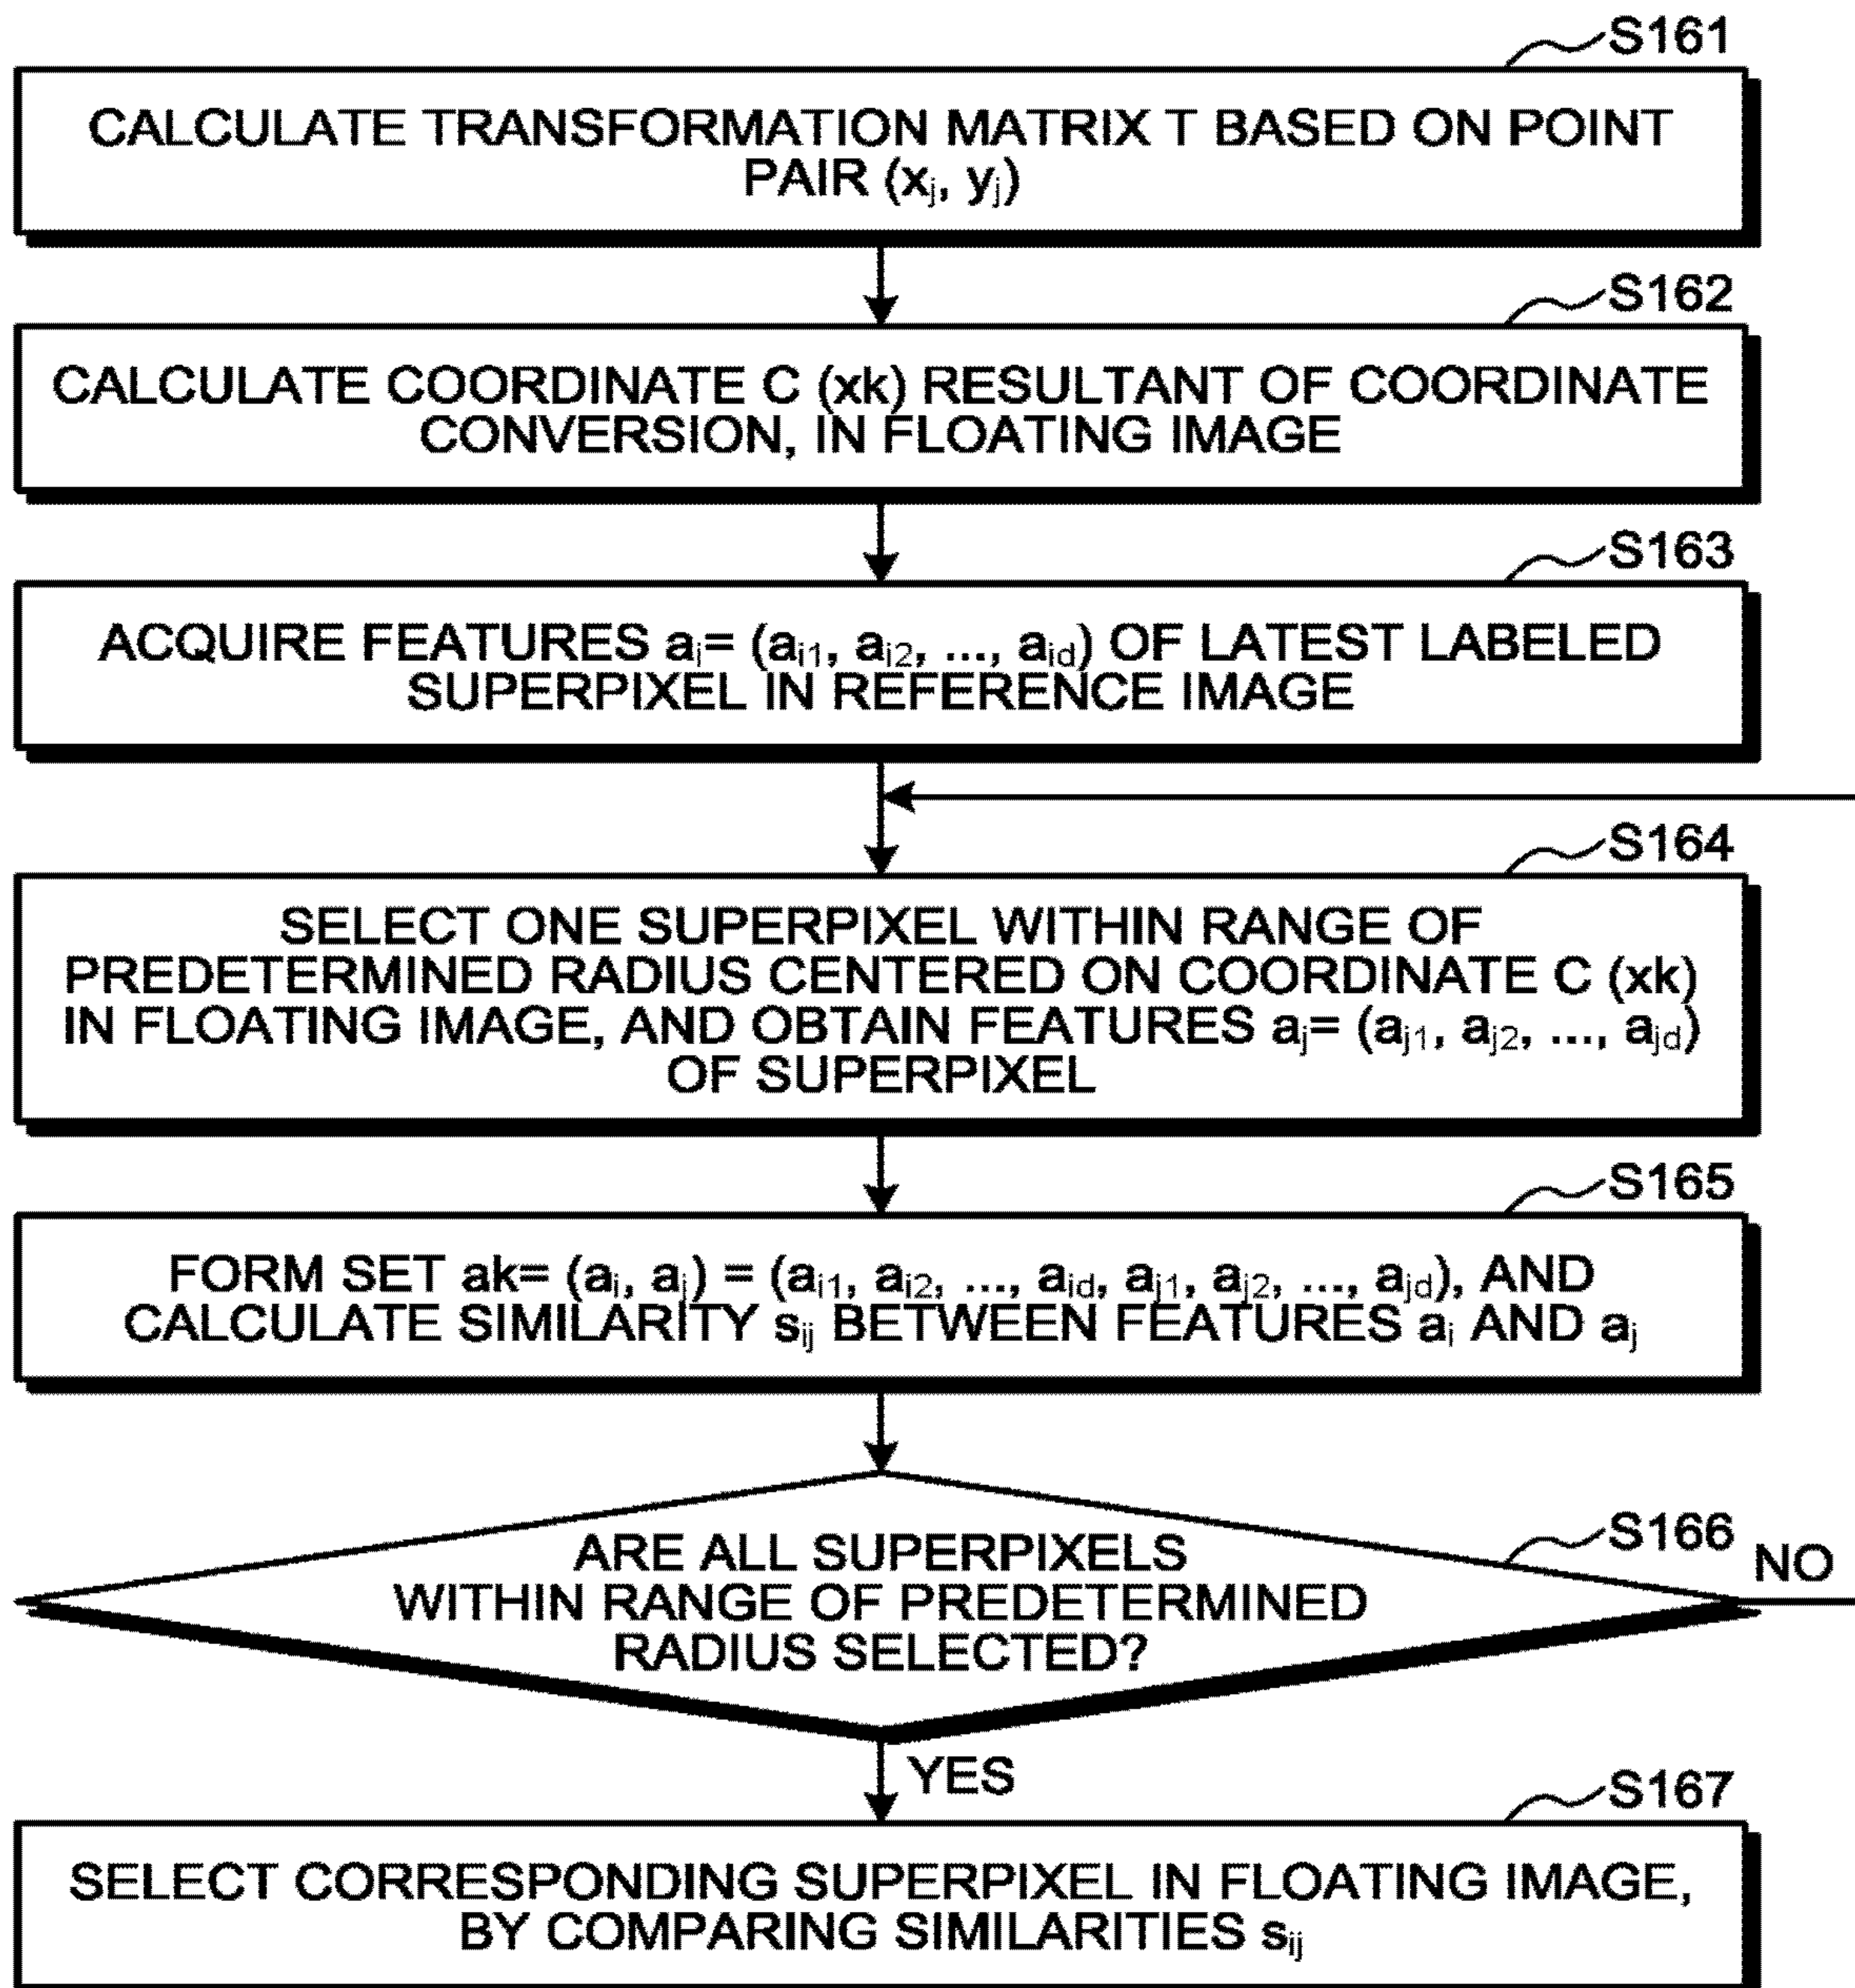 S161
CALCULATE TRANSFORMATION MATRIX T BASED ON POINT
PAIR (xⱼ, yⱼ)
S162
CALCULATE COORDINATE C (xk) RESULTANT OF COORDINATE
CONVERSION, IN FLOATING IMAGE
S163
ACQUIRE FEATURES aᵢ= (aᵢ₁, aᵢ₂, ..., a_id) OF LATEST LABELED
SUPERPIXEL IN REFERENCE IMAGE
S164
SELECT ONE SUPERPIXEL WITHIN RANGE OF
PREDETERMINED RADIUS CENTERED ON COORDINATE C (xk)
IN FLOATING IMAGE, AND OBTAIN FEATURES aⱼ= (aⱼ₁, aⱼ₂, ..., a_jd)
OF SUPERPIXEL
S165
FORM SET ak= (aᵢ, aⱼ) = (aᵢ₁, aᵢ₂, ..., a_id, aⱼ₁, aⱼ₂, ..., a_jd), AND
CALCULATE SIMILARITY sᵢⱼ BETWEEN FEATURES aᵢ AND aⱼ
S166
ARE ALL SUPERPIXELS
WITHIN RANGE OF PREDETERMINED
RADIUS SELECTED?
NO
YES
S167
SELECT CORRESPONDING SUPERPIXEL IN FLOATING IMAGE,
BY COMPARING SIMILARITIES sᵢⱼ